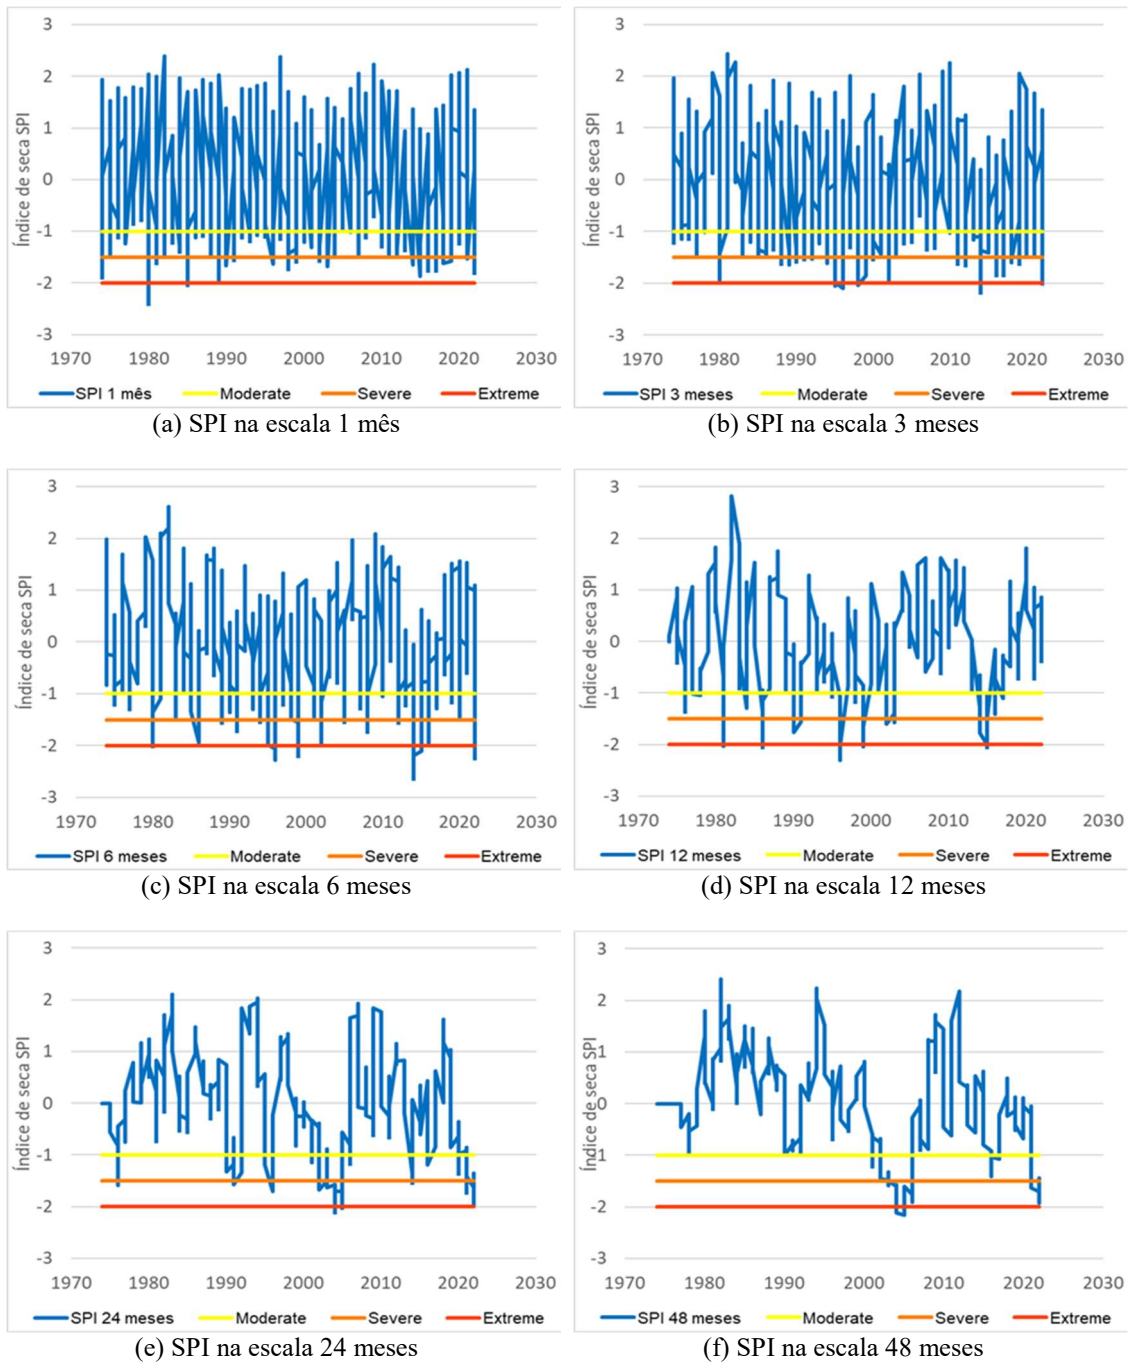 3
2
1
0
-1
-2
-3
Índice de seca SPI
1970 1980 1990 2000 2010 2020 2030
SPI 1 mês Moderate Severe Extreme
(a) SPI na escala 1 mês
3
2
1
0
-1
-2
-3
Índice de seca SPI
1970 1980 1990 2000 2010 2020 2030
SPI 3 meses Moderate Severe Extreme
(b) SPI na escala 3 meses
3
2
1
0
-1
-2
-3
Índice de seca SPI
1970 1980 1990 2000 2010 2020 2030
SPI 6 meses Moderate Severe Extreme
(c) SPI na escala 6 meses
3
2
1
0
-1
-2
-3
Índice de seca SPI
1970 1980 1990 2000 2010 2020 2030
SPI 12 meses Moderate Severe Extreme
(d) SPI na escala 12 meses
3
2
1
0
-1
-2
-3
Índice de seca SPI
1970 1980 1990 2000 2010 2020 2030
SPI 24 meses Moderate Severe Extreme
(e) SPI na escala 24 meses
3
2
1
0
-1
-2
-3
Índice de seca SPI
1970 1980 1990 2000 2010 2020 2030
SPI 48 meses Moderate Severe Extreme
(f) SPI na escala 48 meses